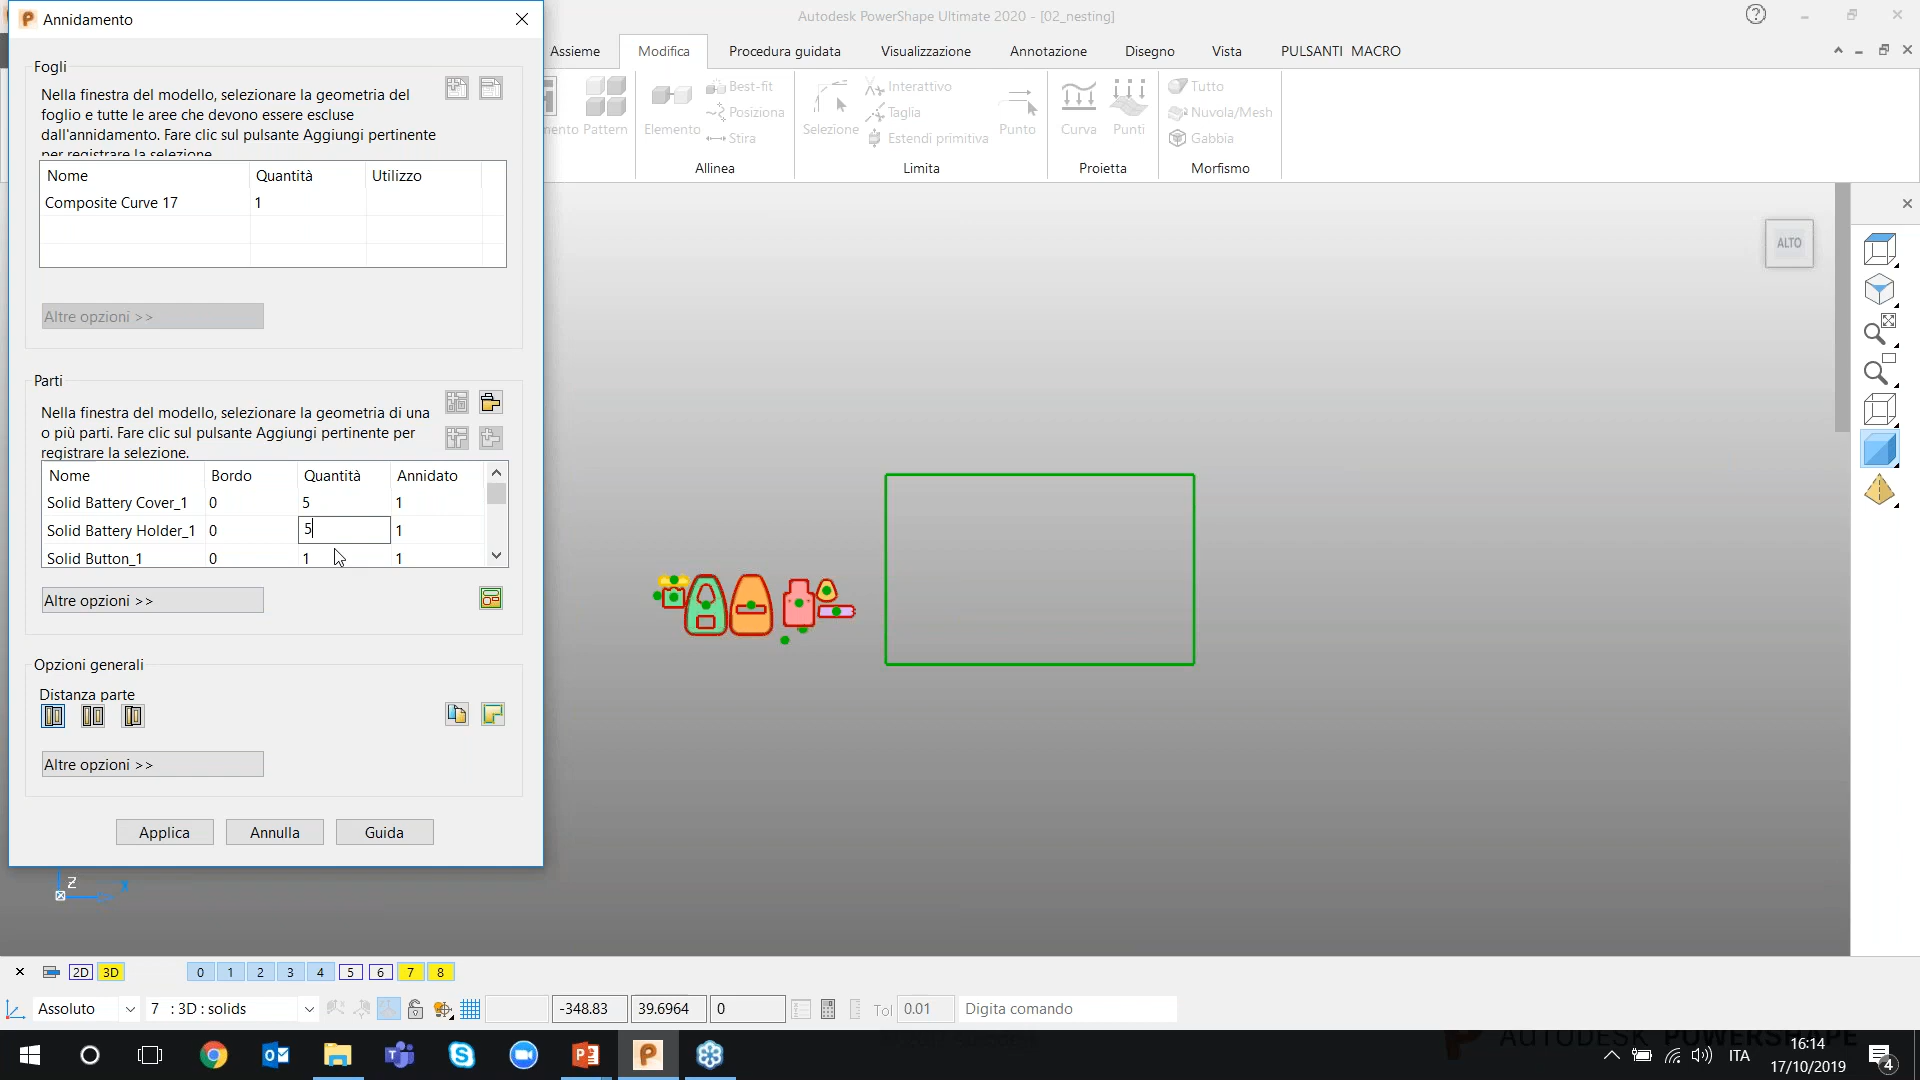 Annidamento
Autodesk PowerShape Ultimate 2020 - [02_nesting]
Assieme
Modifica
Procedura guidata
Visualizzazione
Annotazione
Disegno
Vista
PULSANTI MACRO
Best-fit
Posiziona
Stira
Pattern
Elemento
Selezione
Interattivo
Taglia
Estendi primitiva
Punto
Curva
Punti
Tutto
Nuvola/Mesh
Gabbia
Allinea
Limita
Proietta
Morfismo
Fogli
Nella finestra del modello, selezionare la geometria del
foglio e tutte le aree che devono essere escluse
dall'annidamento. Fare clic sul pulsante Aggiungi pertinente
per registrare la selezione
Nome Quantità Utilizzo
Composite Curve 17 1
Altre opzioni >>
Parti
Nella finestra del modello, selezionare la geometria di una
o più parti. Fare clic sul pulsante Aggiungi pertinente per
registrare la selezione.
Nome Bordo Quantità Annidato
Solid Battery Cover_1 0 5 1
Solid Battery Holder_1 0 5 1
Solid Button_1 0 1 1
Altre opzioni >>
Opzioni generali
Distanza parte
Altre opzioni >>
Applica Annulla Guida
ALTO
Z
2D 3D 0 1 2 3 4 5 6 7 8
Assoluto 7 : 3D : solids -348.83 39.6964 0 Tol 0.01 Digita comando
AUTODESK POWERSHAPE
ITA
16:14
17/10/2019
4